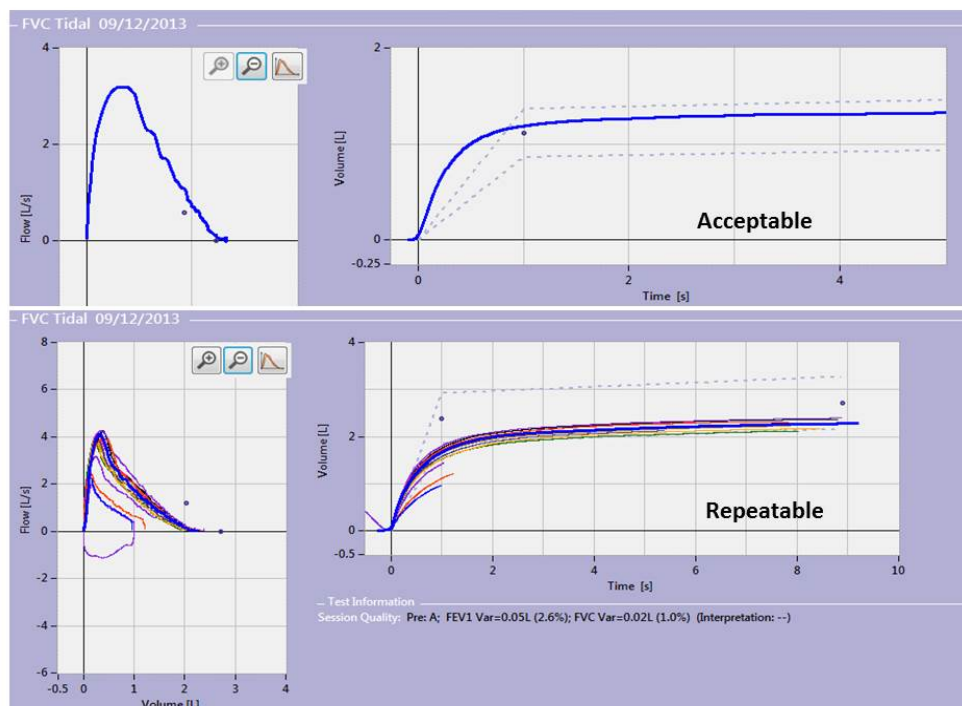 FVC Tidal 09/12/2013
4
2
0
Flow [L/s]
2
0
-0.25
Volume [L]
0
2
4
Time [s]
Acceptable
FVC Tidal 09/12/2013
8
6
4
2
0
-2
-4
-6
Flow [L/s]
-0.5
0
1
2
3
4
Volume [L]
4
2
0
-0.5
Volume [L]
0
2
4
6
8
10
Time [s]
Repeatable
Test Information
Session Quality: Pre: A; FEV1 Var=0.05L (2.6%); FVC Var=0.02L (1.0%) (Interpretation: --)